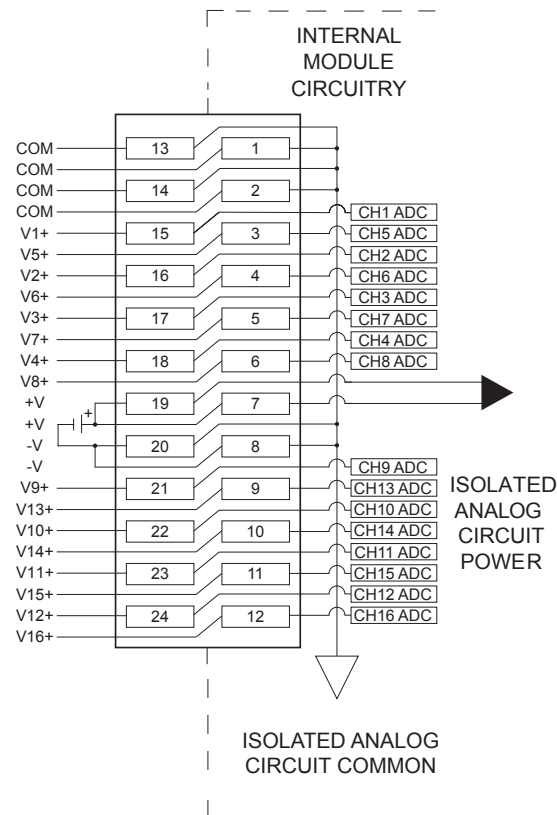 INTERNAL
MODULE
CIRCUITRY
COM 13 1
COM
COM 14 2
COM
V1+ 15 3 CH1 ADC
V5+ CH5 ADC
V2+ 16 4 CH2 ADC
V6+ CH6 ADC
V3+ 17 5 CH3 ADC
V7+ CH7 ADC
V4+ 18 6 CH4 ADC
V8+ CH8 ADC
+V 19 7
+V +
-V 20 8
-V CH9 ADC
V9+ 21 9 CH13 ADC
V13+ CH10 ADC
V10+ 22 10 CH14 ADC
V14+ CH11 ADC
V11+ 23 11 CH15 ADC
V15+ CH12 ADC
V12+ 24 12 CH16 ADC
V16+
ISOLATED
ANALOG
CIRCUIT
POWER
ISOLATED ANALOG
CIRCUIT COMMON